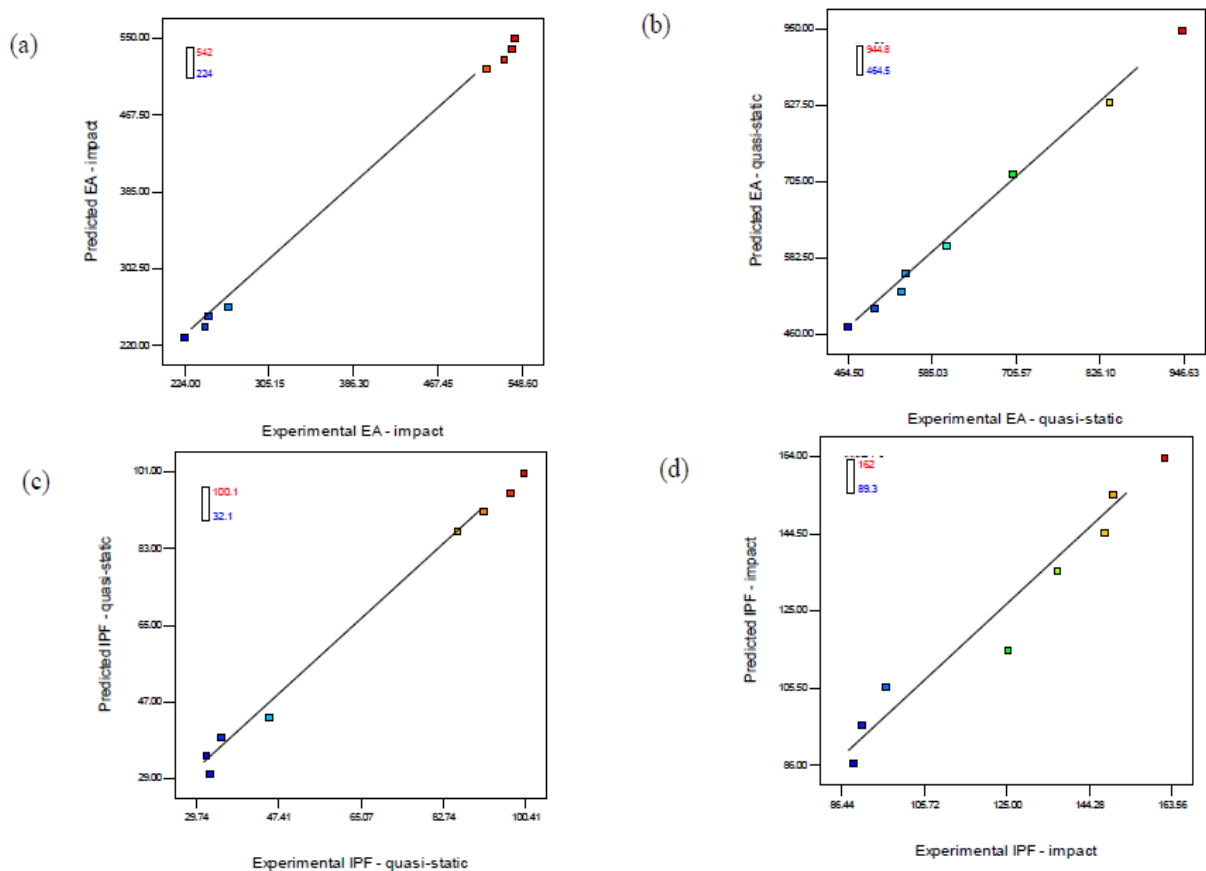 (a)
542
224
Predicted EA - impact
550.00
467.50
385.00
302.50
220.00
224.00 305.15 386.30 467.45 548.60
Experimental EA - impact
(b)
944.8
464.5
Predicted EA - quasi-static
950.00
827.50
705.00
582.50
460.00
464.50 585.03 705.57 826.10 946.63
Experimental EA - quasi-static
(c)
100.1
32.1
Predicted IPF - quasi-static
101.00
83.00
65.00
47.00
29.00
29.74 47.41 65.07 82.74 100.41
Experimental IPF - quasi-static
(d)
162
89.3
Predicted IPF - impact
164.00
144.50
125.00
105.50
86.00
86.44 105.72 125.00 144.28 163.56
Experimental IPF - impact